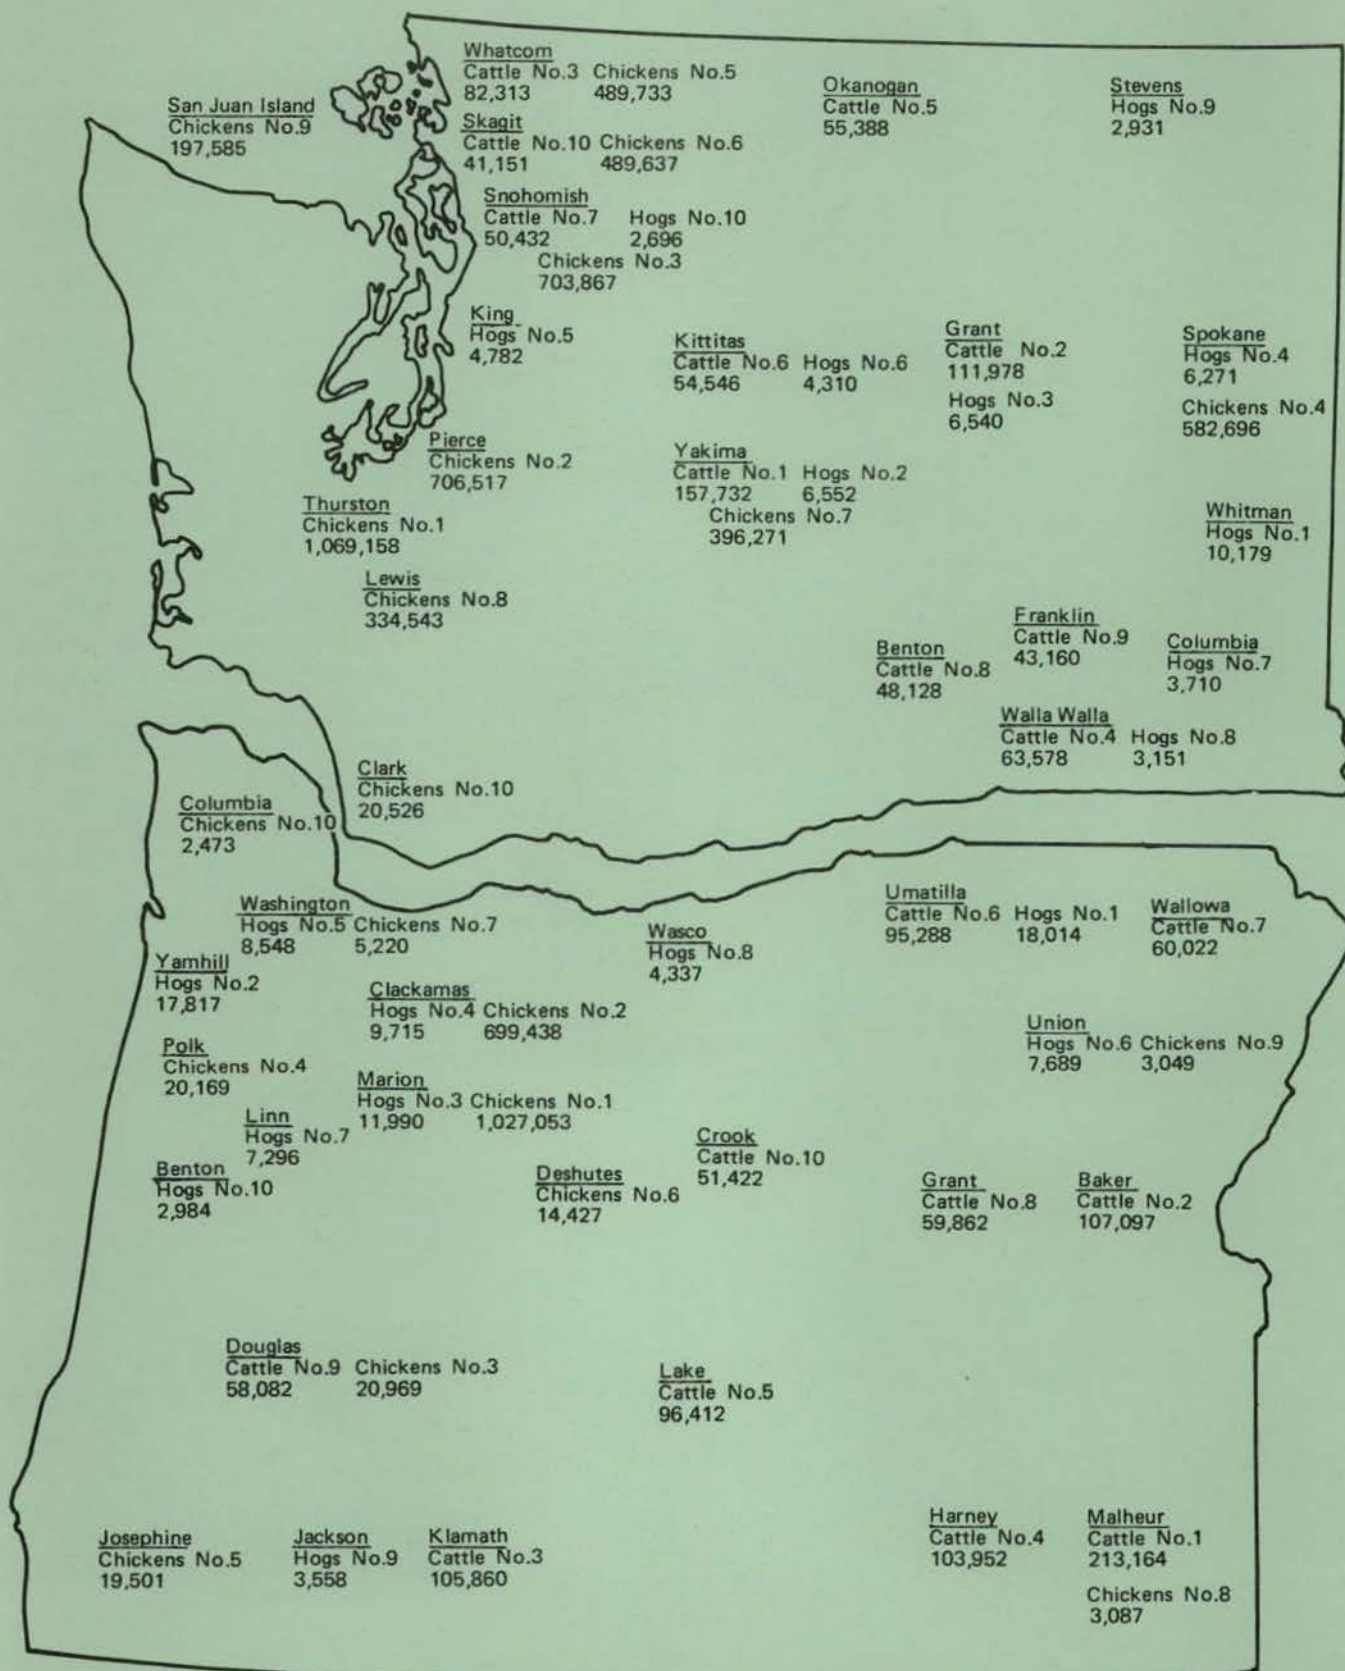 Whatcom
Cattle No.3 Chickens No.5
82,313 489,733
Okanogan
Cattle No.5
55,388
Stevens
Hogs No.9
2,931
San Juan Island
Chickens No.9
197,585
Skagit
Cattle No.10 Chickens No.6
41,151 489,637
Snohomish
Cattle No.7 Hogs No.10
50,432 2,696
Chickens No.3
703,867
King
Hogs No.5
4,782
Kittitas
Cattle No.6 Hogs No.6
54,546 4,310
Grant
Cattle No.2
111,978
Hogs No.3
6,540
Spokane
Hogs No.4
6,271
Chickens No.4
582,696
Pierce
Chickens No.2
706,517
Yakima
Cattle No.1 Hogs No.2
157,732 6,552
Chickens No.7
396,271
Thurston
Chickens No.1
1,069,158
Whitman
Hogs No.1
10,179
Lewis
Chickens No.8
334,543
Benton
Cattle No.8
48,128
Franklin
Cattle No.9
43,160
Columbia
Hogs No.7
3,710
Walla Walla
Cattle No.4 Hogs No.8
63,578 3,151
Clark
Chickens No.10
20,526
Columbia
Chickens No.10
2,473
Washington
Hogs No.5 Chickens No.7
8,548 5,220
Wasco
Hogs No.8
4,337
Umatilla
Cattle No.6 Hogs No.1
95,288 18,014
Wallowa
Cattle No.7
60,022
Yamhill
Hogs No.2
17,817
Clackamas
Hogs No.4 Chickens No.2
9,715 699,438
Union
Hogs No.6 Chickens No.9
7,689 3,049
Polk
Chickens No.4
20,169
Marion
Hogs No.3 Chickens No.1
11,990 1,027,053
Linn
Hogs No.7
7,296
Crook
Cattle No.10
51,422
Benton
Hogs No.10
2,984
Deshutes
Chickens No.6
14,427
Grant
Cattle No.8
59,862
Baker
Cattle No.2
107,097
Douglas
Cattle No.9 Chickens No.3
58,082 20,969
Lake
Cattle No.5
96,412
Josephine
Chickens No.5
19,501
Jackson
Hogs No.9
3,558
Klamath
Cattle No.3
105,860
Harney
Cattle No.4
103,952
Malheur
Cattle No.1
213,164
Chickens No.8
3,087